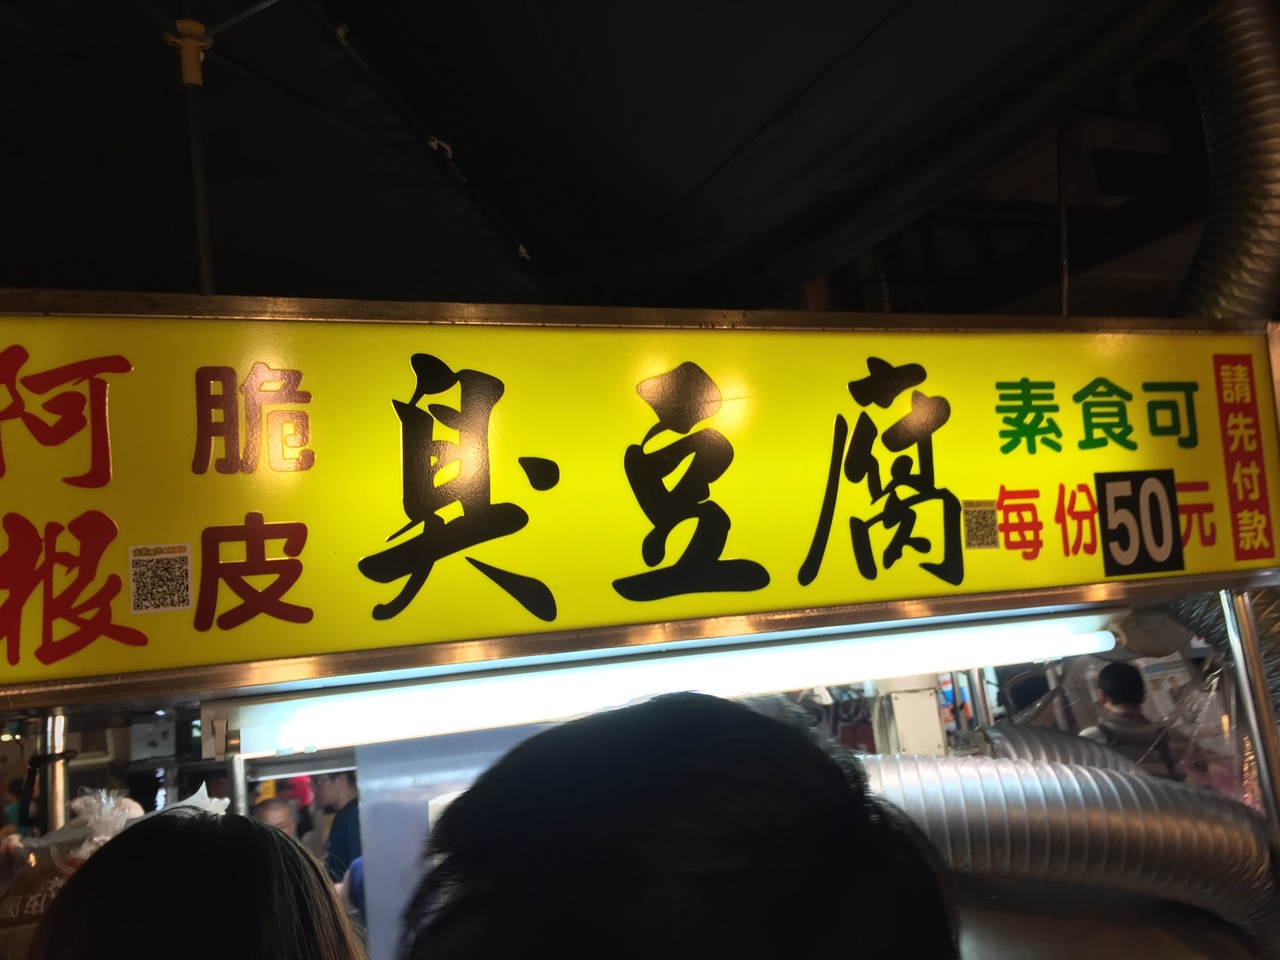 阿根
脆皮
臭豆腐
素食可
每份50元
請先付款